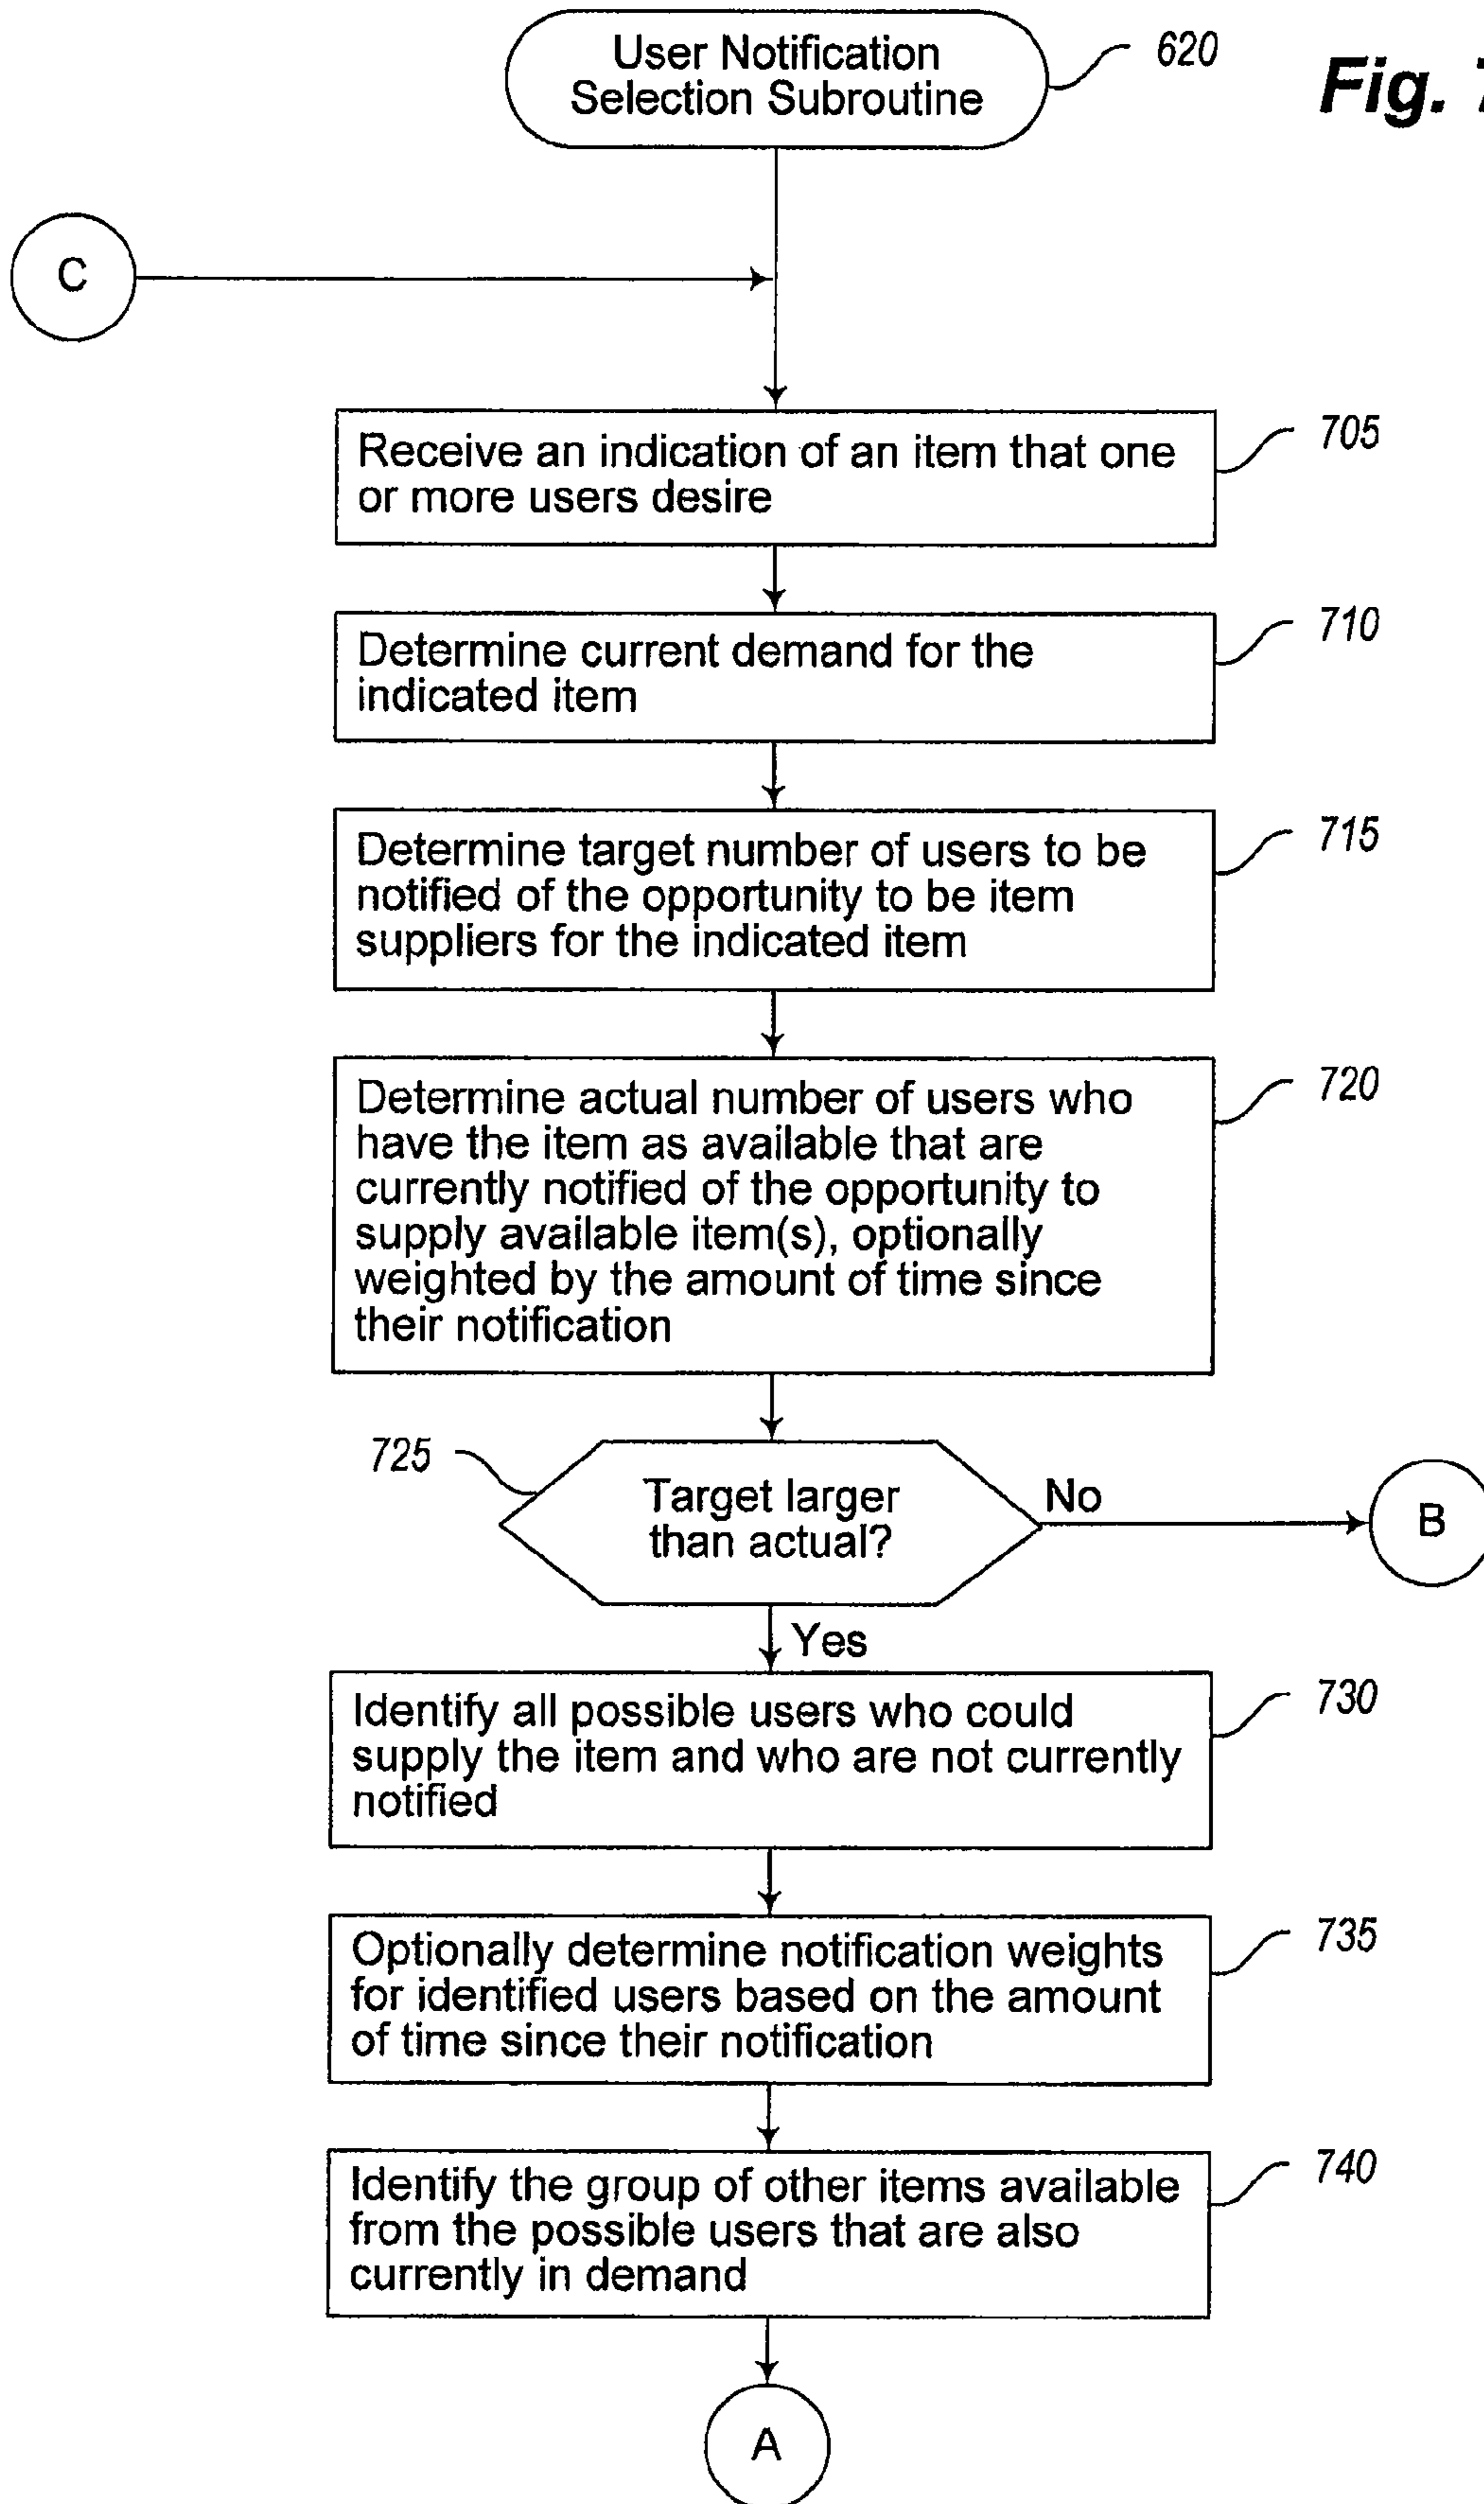 User Notification
Selection Subroutine
620
Fig.
C
Receive an indication of an item that one
or more users desire
705
Determine current demand for the
indicated item
710
Determine target number of users to be
notified of the opportunity to be item
suppliers for the indicated item
715
Determine actual number of users who
have the item as available that are
currently notified of the opportunity to
supply available item(s), optionally
weighted by the amount of time since
their notification
720
725
Target larger
than actual?
No
B
Yes
Identify all possible users who could
supply the item and who are not currently
notified
730
Optionally determine notification weights
for identified users based on the amount
of time since their notification
735
Identify the group of other items available
from the possible users that are also
currently in demand
740
A